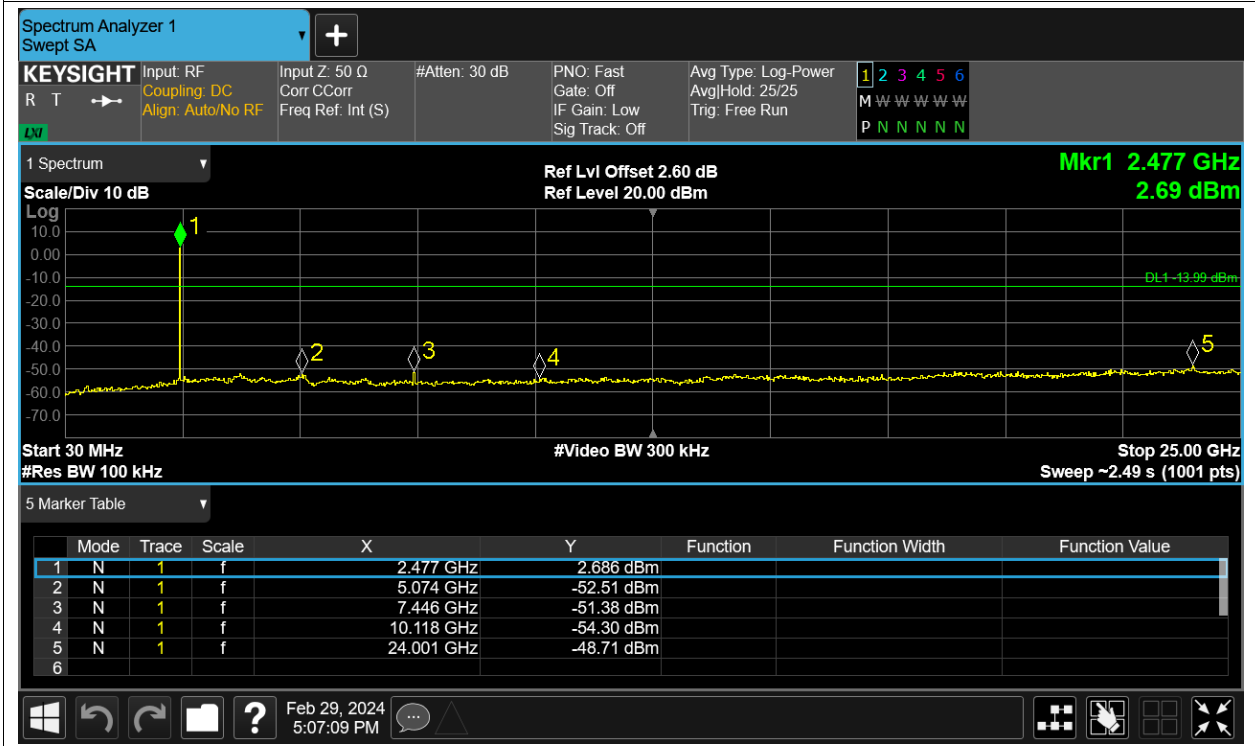 Spectrum Analyzer 1
Swept SA
+
KEYSIGHT
R T
LXI
Input: RF
Coupling: DC
Align: Auto/No RF
Input Z: 50 Ω
Corr CCorr
Freq Ref: Int (S)
#Atten: 30 dB
PNO: Fast
Gate: Off
IF Gain: Low
Sig Track: Off
Avg Type: Log-Power
Avg|Hold: 25/25
Trig: Free Run
1 2 3 4 5 6
M W W W W W
P N N N N N
1 Spectrum
Scale/Div 10 dB
Ref Lvl Offset 2.60 dB
Ref Level 20.00 dBm
Mkr1 2.477 GHz
2.69 dBm
Log
10.0
0.00
-10.0
-20.0
-30.0
-40.0
-50.0
-60.0
-70.0
1
DL1 -13.99 dBm
2
3
4
5
Start 30 MHz
#Video BW 300 kHz
Stop 25.00 GHz
#Res BW 100 kHz
Sweep ~2.49 s (1001 pts)
5 Marker Table
Mode Trace Scale X Y Function Function Width Function Value
1 N 1 f 2.477 GHz 2.686 dBm
2 N 1 f 5.074 GHz -52.51 dBm
3 N 1 f 7.446 GHz -51.38 dBm
4 N 1 f 10.118 GHz -54.30 dBm
5 N 1 f 24.001 GHz -48.71 dBm
6
?
Feb 29, 2024
5:07:09 PM